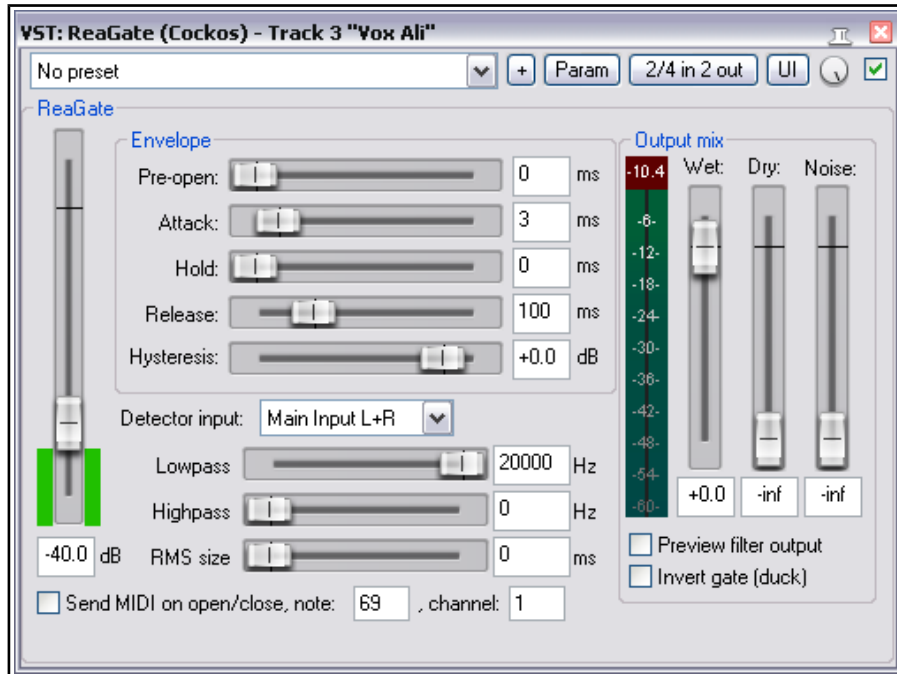 VST: ReaGate (Cockos) - Track 3 "Vox Ali"
No preset
+
Param
2/4 in 2 out
UI
ReaGate
Envelope
Pre-open: 0 ms
Attack: 3 ms
Hold: 0 ms
Release: 100 ms
Hysteresis: +0.0 dB
Detector input: Main Input L+R
Lowpass 20000 Hz
Highpass 0 Hz
-40.0 dB
RMS size 0 ms
Send MIDI on open/close, note: 69 , channel: 1
Output mix
Wet: Dry: Noise:
-10.4
-6-
-12-
-18-
-24-
-30-
-36-
-42-
-48-
-54-
-60-
+0.0 -inf -inf
Preview filter output
Invert gate (duck)